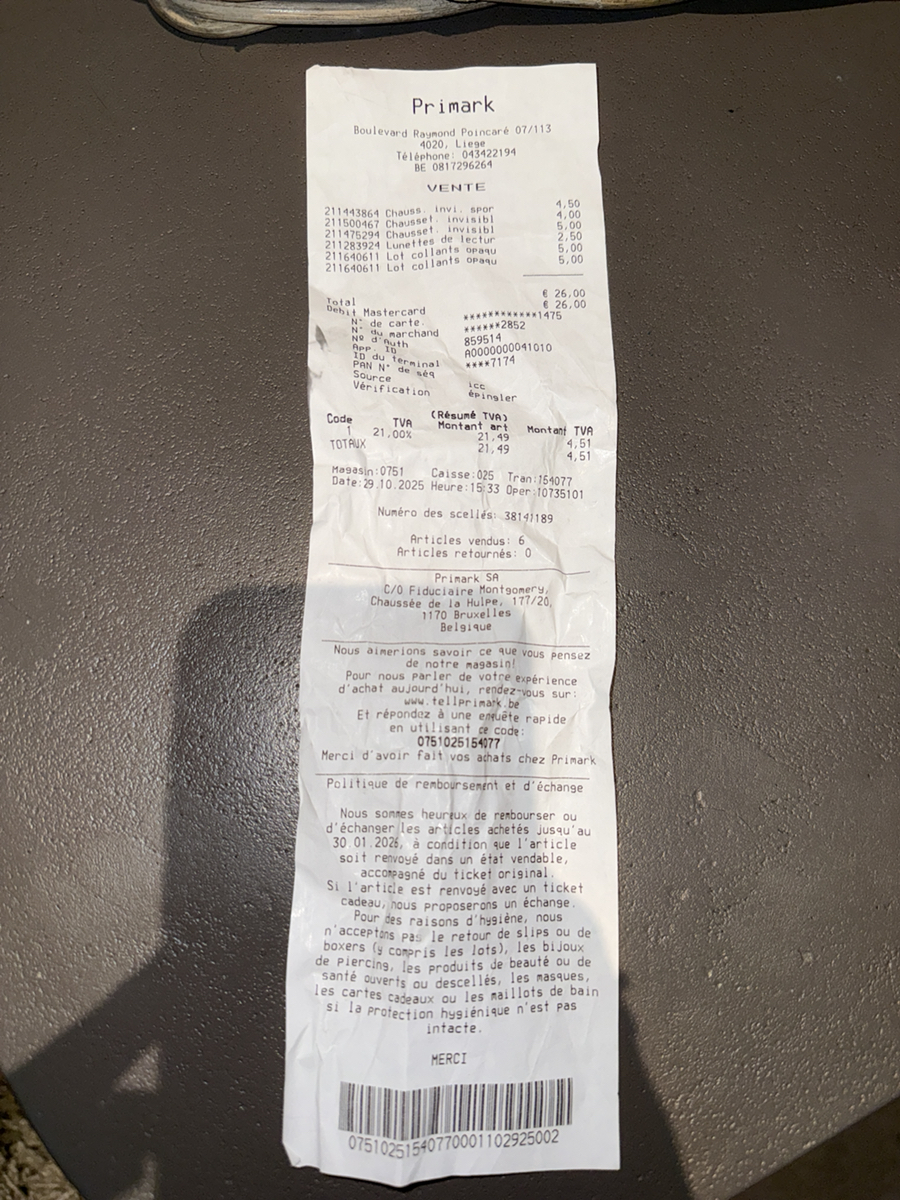 Primark
Boulevard Raymond Poincaré 07/113
4020, Liege
Téléphone: 043422194
BE 0817296264
VENTE
211443864 Chauss. invi. spor 4,50
211500467 Chausset. invisibl 4,00
211475294 Chausset. invisibl 5,00
211283924 Lunettes de lectur 2,50
211640611 Lot collants opaqu 5,00
211640611 Lot collants opaqu 5,00
Total € 26,00
Debit Mastercard € 26,00
N° de carte. ************1475
N° du marchand ******2852
Nº d'Auth 859514
App. ID A0000000041010
ID du terminal ****7174
PAN N° de séq
Source icc
Vérification épingler
(Résumé TVA)
Code TVA Montant art Montant TVA
1 21,00% 21,49 4,51
TOTAUX 21,49 4,51
Magasin:0751 Caisse:025 Tran:154077
Date:29.10.2025 Heure:15:33 Oper:10735101
Numéro des scellés: 38141189
Articles vendus: 6
Articles retournés: 0
Primark SA
C/O Fiduciaire Montgomery,
Chaussée de la Hulpe, 177/20,
1170 Bruxelles
Belgique
Nous aimerions savoir ce que vous pensez
de notre magasin!
Pour nous parler de votre expérience
d'achat aujourd'hui, rendez-vous sur:
www.tellprimark.be
Et répondez à une enquête rapide
en utilisant ce code:
0751025154077
Merci d'avoir fait vos achats chez Primark
Politique de remboursement et d'échange
Nous sommes heureux de rembourser ou
d'échanger les articles achetés jusqu'au
30.01.2026, à condition que l'article
soit renvoyé dans un état vendable,
accompagné du ticket original.
Si l'article est renvoyé avec un ticket
cadeau, nous proposerons un échange.
Pour des raisons d'hygiène, nous
n'acceptons pas le retour de slips ou de
boxers (y compris les lots), les bijoux
de piercing, les produits de beauté ou de
santé ouverts ou descellés, les masques,
les cartes cadeaux ou les maillots de bain
si la protection hygiénique n'est pas
intacte.
MERCI
07510251540770001102925002